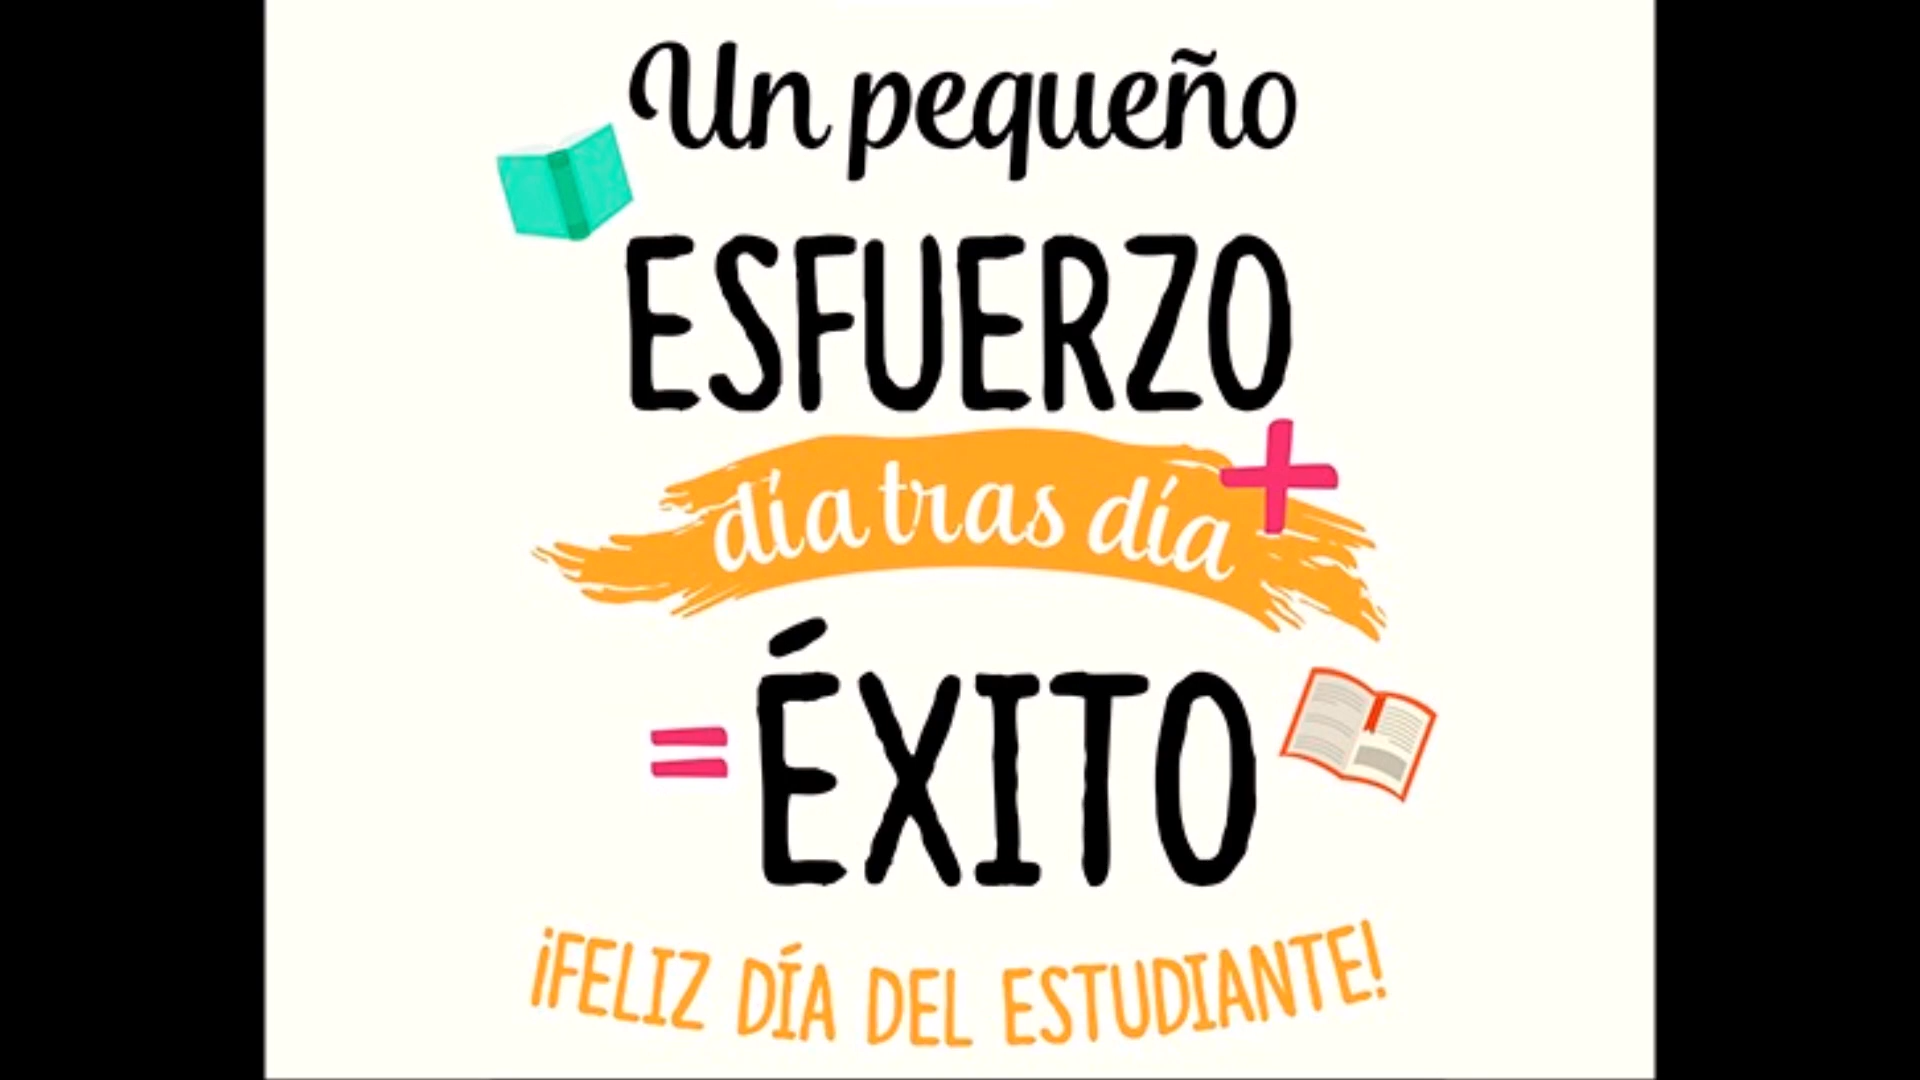 Un pequeño
ESFUERZO
+
día tras día
= ÉXITO
¡FELIZ DÍA DEL ESTUDIANTE!